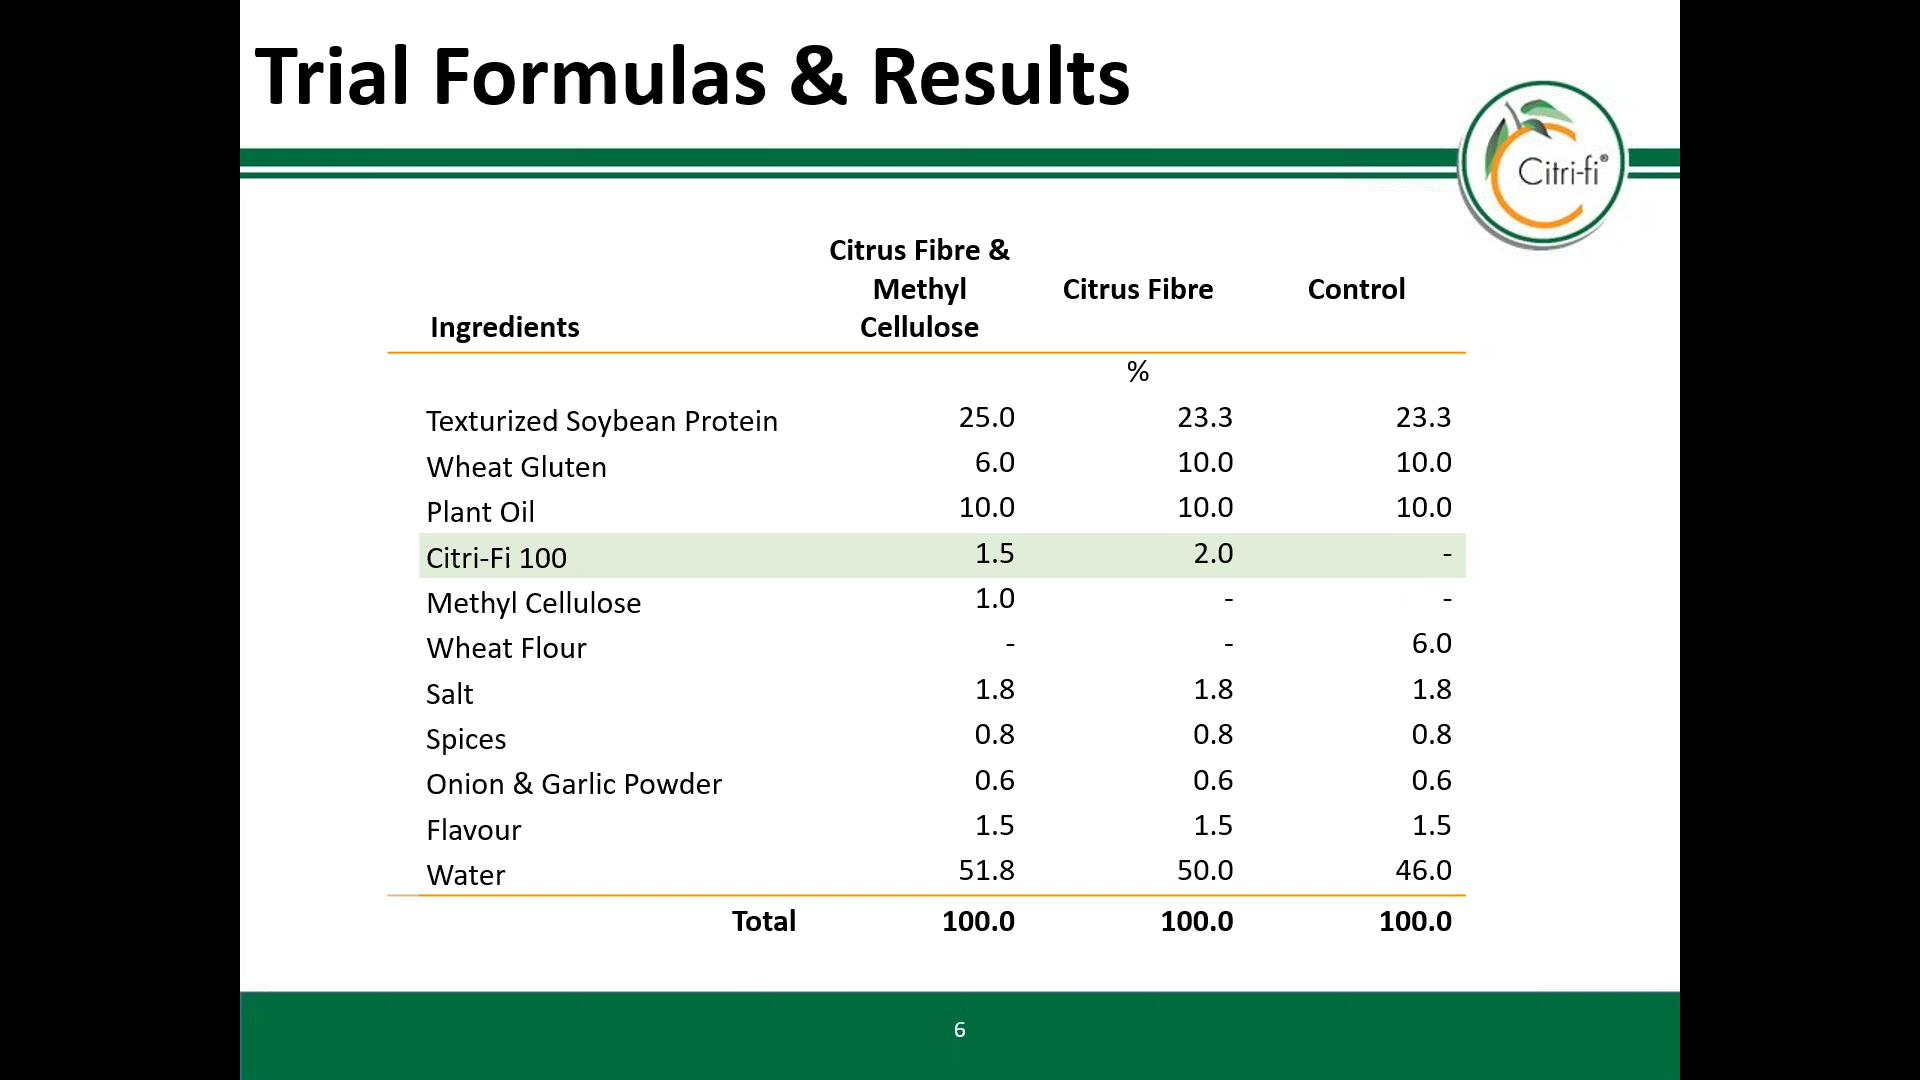 Trial Formulas & Results
Citri-fi®
Citrus Fibre &
Methyl
Cellulose
Citrus Fibre
Control
Ingredients
%
Texturized Soybean Protein 25.0 23.3 23.3
Wheat Gluten 6.0 10.0 10.0
Plant Oil 10.0 10.0 10.0
Citri-Fi 100 1.5 2.0 -
Methyl Cellulose 1.0 - -
Wheat Flour - - 6.0
Salt 1.8 1.8 1.8
Spices 0.8 0.8 0.8
Onion & Garlic Powder 0.6 0.6 0.6
Flavour 1.5 1.5 1.5
Water 51.8 50.0 46.0
Total 100.0 100.0 100.0
6